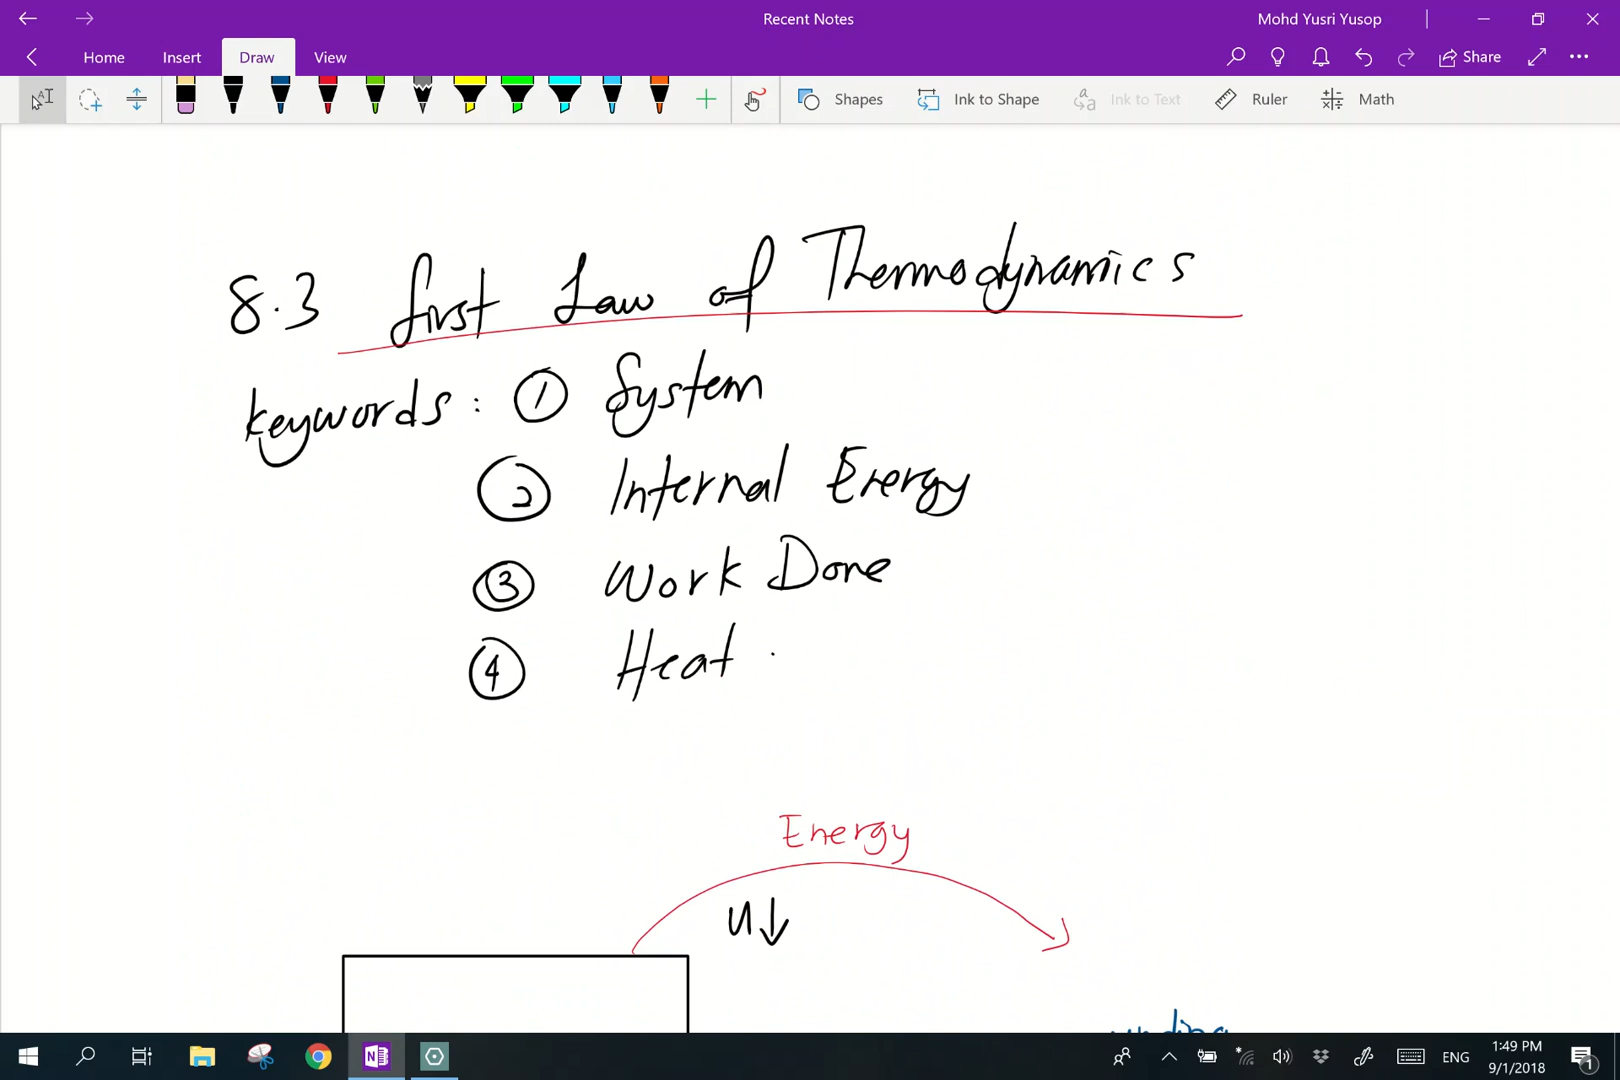 Recent Notes
Mohd Yusri Yusop
Home Insert Draw View
Share
Shapes Ink to Shape Ink to Text Ruler Math
8.3 First Law of Thermodynamics
keywords : ① System
② Internal Energy
③ Work Done
④ Heat .
Energy
u↓
ENG
1:49 PM
9/1/2018
1